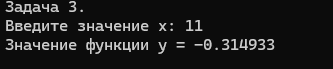 Задача 3.
Введите значение x: 11
Значение функции y = -0.314933